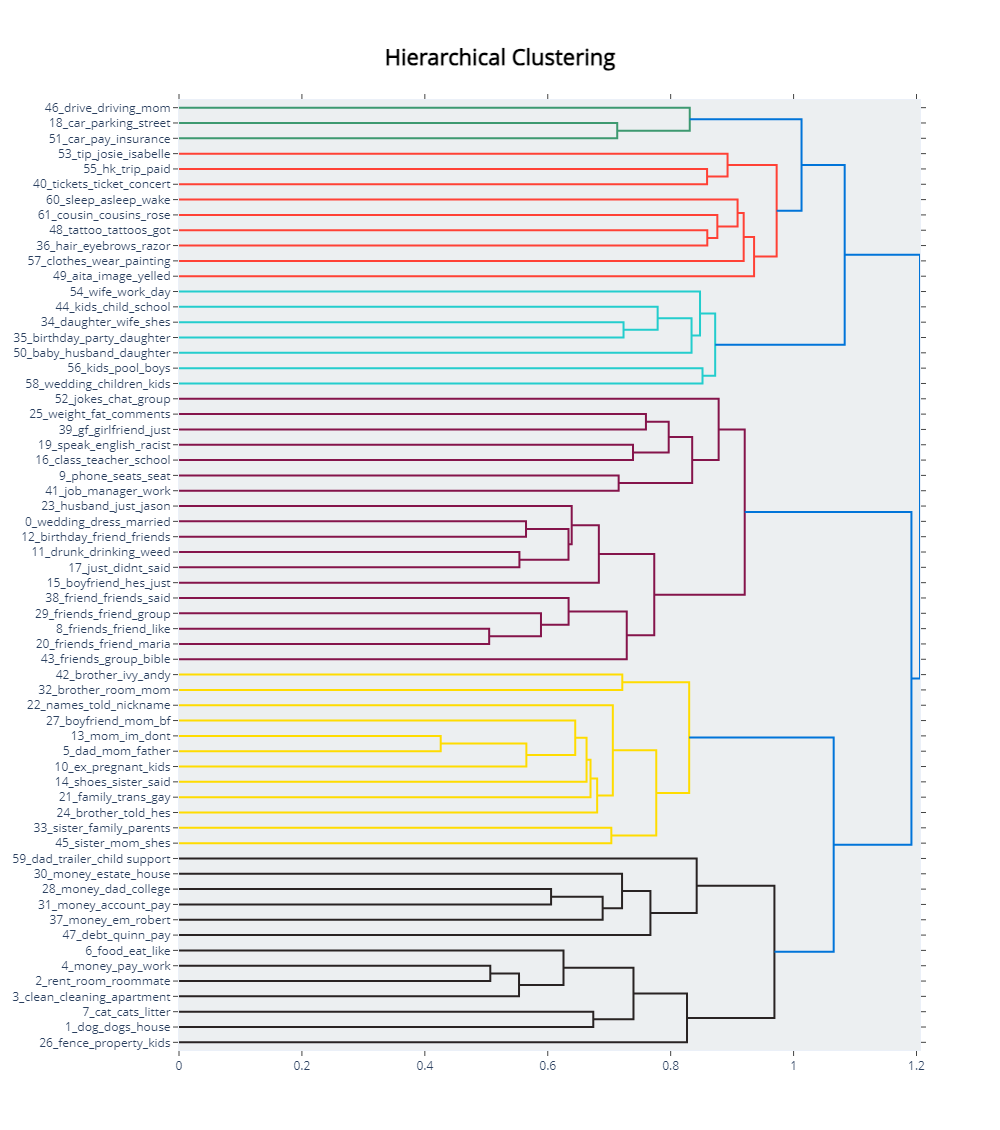 Hierarchical Clustering
46_drive_driving_mom
18_car_parking_street
51_car_pay_insurance
53_tip_josie_isabelle
55_hk_trip_paid
40_tickets_ticket_concert
60_sleep_asleep_wake
61_cousin_cousins_rose
48_tattoo_tattoos_got
36_hair_eyebrows_razor
57_clothes_wear_painting
49_aita_image_yelled
54_wife_work_day
44_kids_child_school
34_daughter_wife_shes
35_birthday_party_daughter
50_baby_husband_daughter
56_kids_pool_boys
58_wedding_children_kids
52_jokes_chat_group
25_weight_fat_comments
39_gf_girlfriend_just
19_speak_english_racist
16_class_teacher_school
9_phone_seats_seat
41_job_manager_work
23_husband_just_jason
0_wedding_dress_married
12_birthday_friend_friends
11_drunk_drinking_weed
17_just_didnt_said
15_boyfriend_hes_just
38_friend_friends_said
29_friends_friend_group
8_friends_friend_like
20_friends_friend_maria
43_friends_group_bible
42_brother_ivy_andy
32_brother_room_mom
22_names_told_nickname
27_boyfriend_mom_bf
13_mom_im_dont
5_dad_mom_father
10_ex_pregnant_kids
14_shoes_sister_said
21_family_trans_gay
24_brother_told_hes
33_sister_family_parents
45_sister_mom_shes
59_dad_trailer_child support
30_money_estate_house
28_money_dad_college
31_money_account_pay
37_money_em_robert
47_debt_quinn_pay
6_food_eat_like
4_money_pay_work
2_rent_room_roommate
3_clean_cleaning_apartment
7_cat_cats_litter
1_dog_dogs_house
26_fence_property_kids
0 0.2 0.4 0.6 0.8 1 1.2